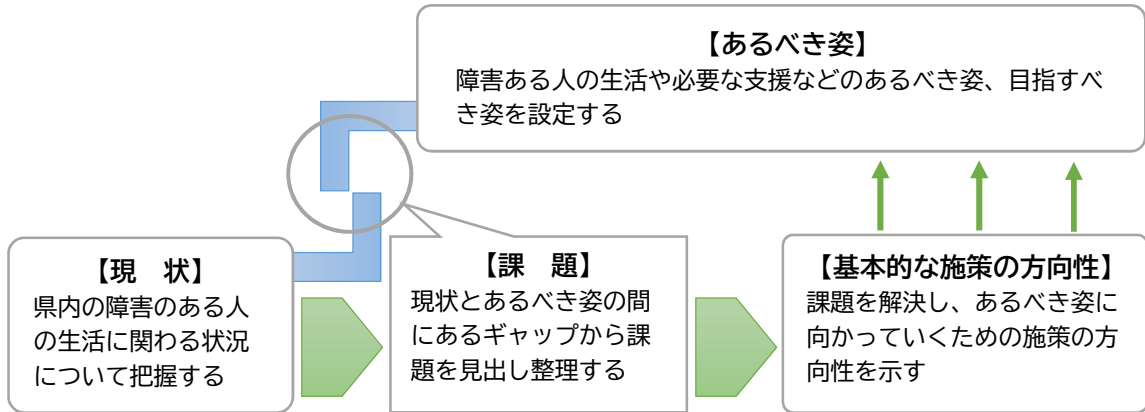 【あるべき姿】
障害ある人の生活や必要な支援などのあるべき姿、目指すべ
き姿を設定する
【現　状】
県内の障害のある人
の生活に関わる状況
について把握する
【課　題】
現状とあるべき姿の間
にあるギャップから課
題を見出し整理する
【基本的な施策の方向性】
課題を解決し、あるべき姿に
向かっていくための施策の方
向性を示す